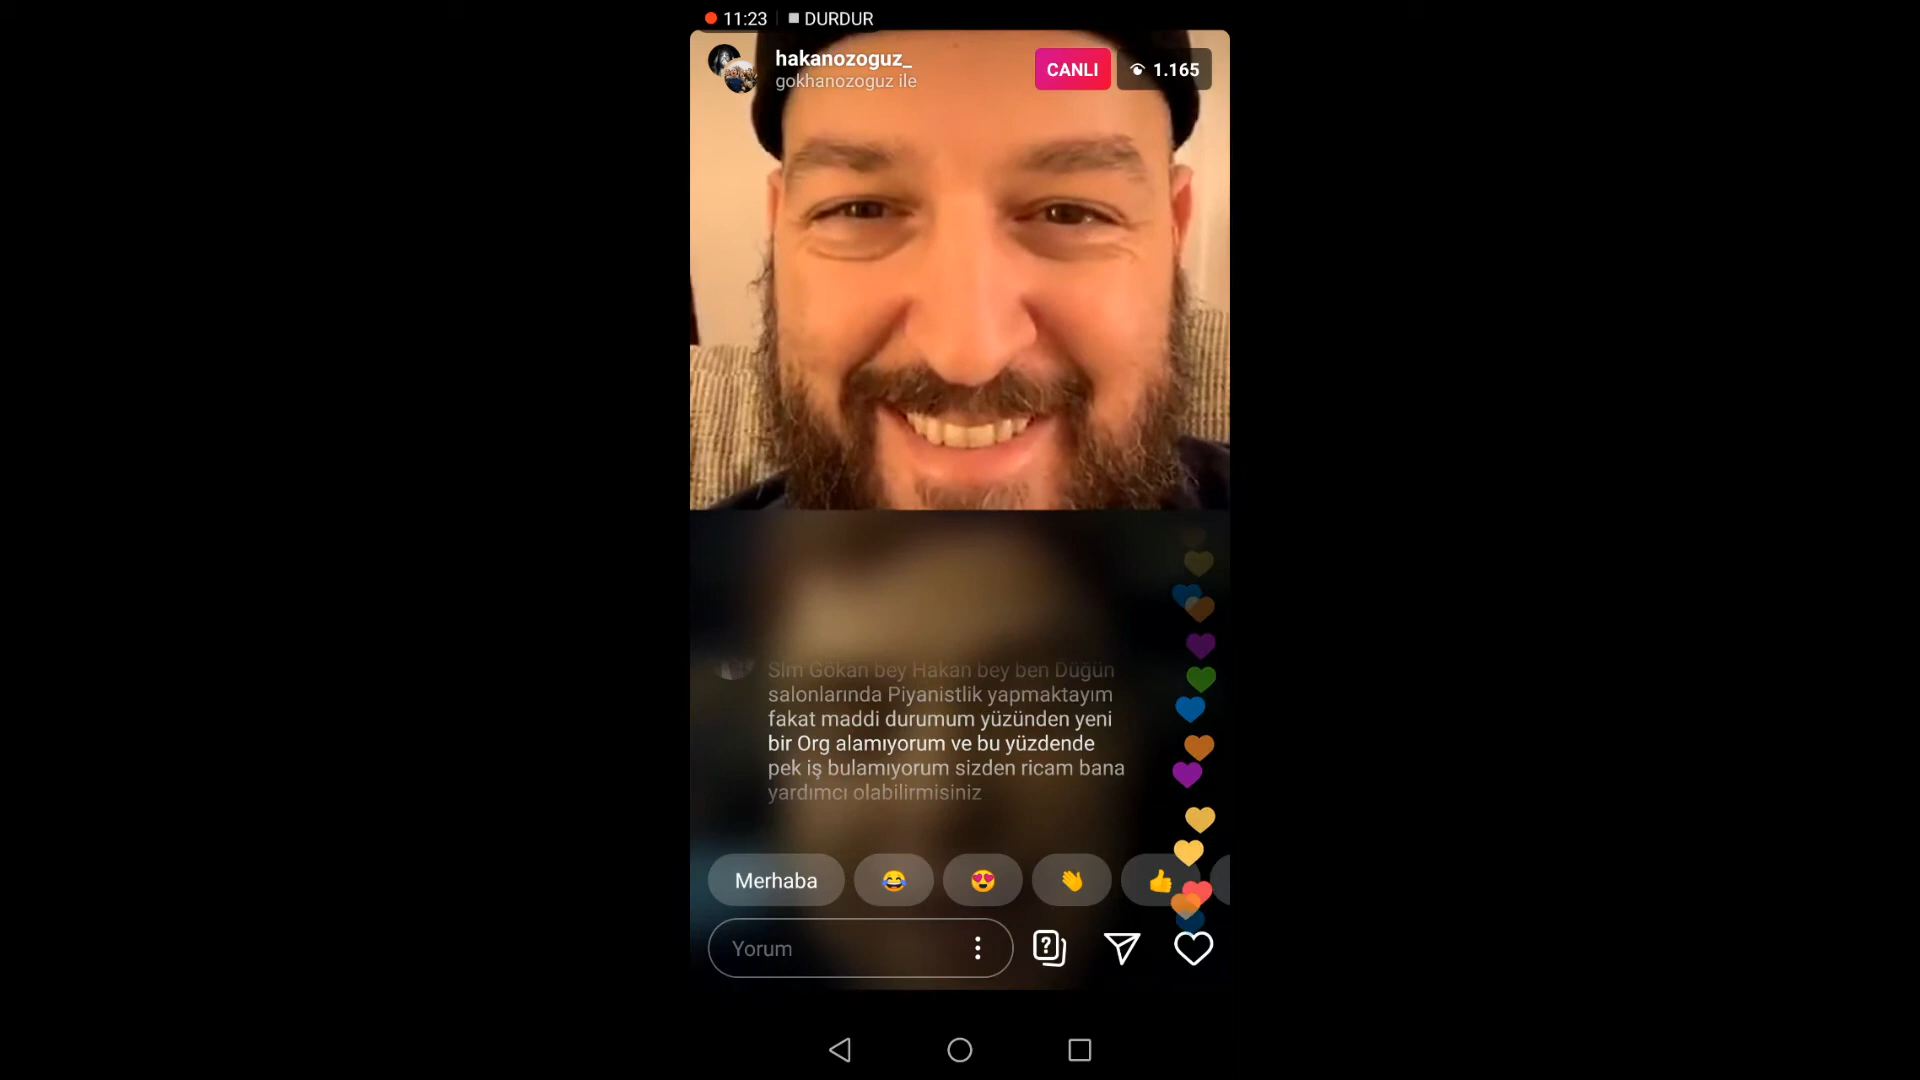 11:23 DURDUR
hakanozoguz_
gokhanozoguz ile
CANLI
1.165
Slm Gökan bey Hakan bey ben Düğün
salonlarında Piyanistlik yapmaktayım
fakat maddi durumum yüzünden yeni
bir Org alamıyorum ve bu yüzdende
pek iş bulamıyorum sizden ricam bana
yardımcı olabilirmisiniz
Merhaba
Yorum